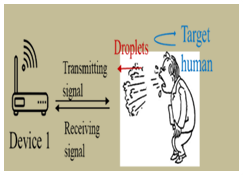 Droplets
Target
human
Transmitting
signal
Receiving
signal
Device 1